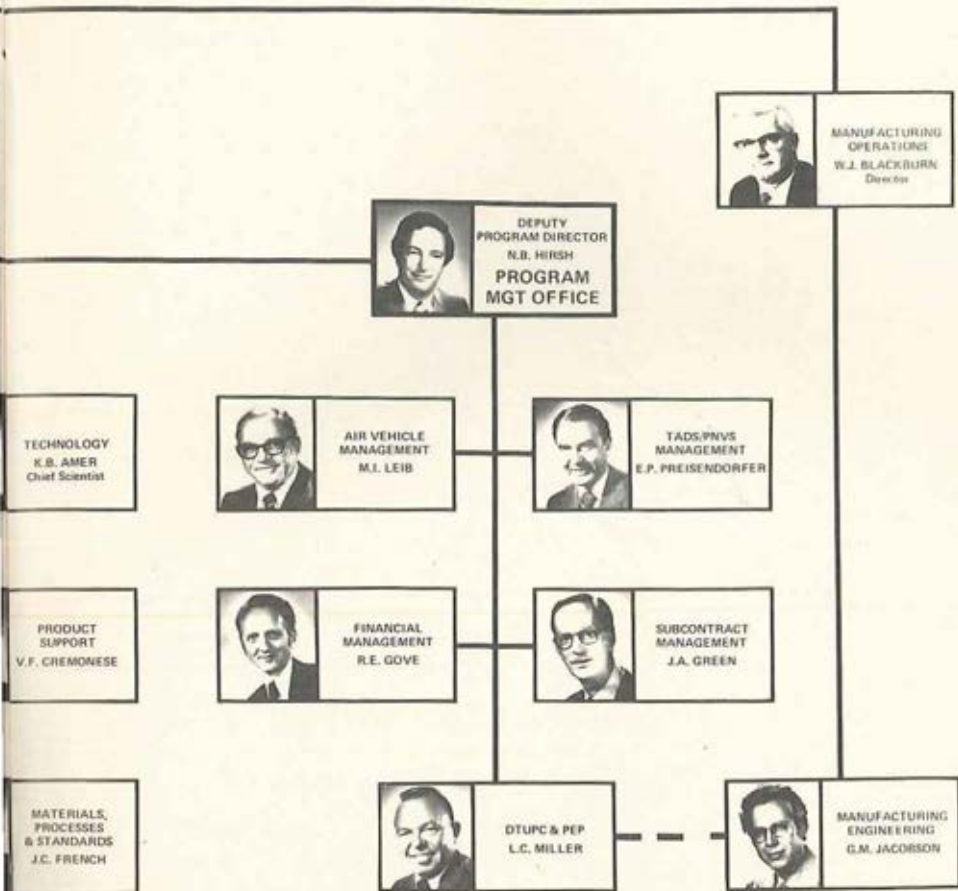 MANUFACTURING
OPERATIONS
W.J. BLACKBURN
Director
DEPUTY
PROGRAM DIRECTOR
N.B. HIRSH
PROGRAM
MGT OFFICE
TECHNOLOGY
K.B. AMER
Chief Scientist
AIR VEHICLE
MANAGEMENT
M.I. LEIB
TADS/PNVS
MANAGEMENT
E.P. PREISENDORFER
PRODUCT
SUPPORT
V.F. CREMONESE
FINANCIAL
MANAGEMENT
R.E. GOVE
SUBCONTRACT
MANAGEMENT
J.A. GREEN
MATERIALS,
PROCESSES
& STANDARDS
J.C. FRENCH
DTUPC & PEP
L.C. MILLER
MANUFACTURING
ENGINEERING
G.M. JACOBSON